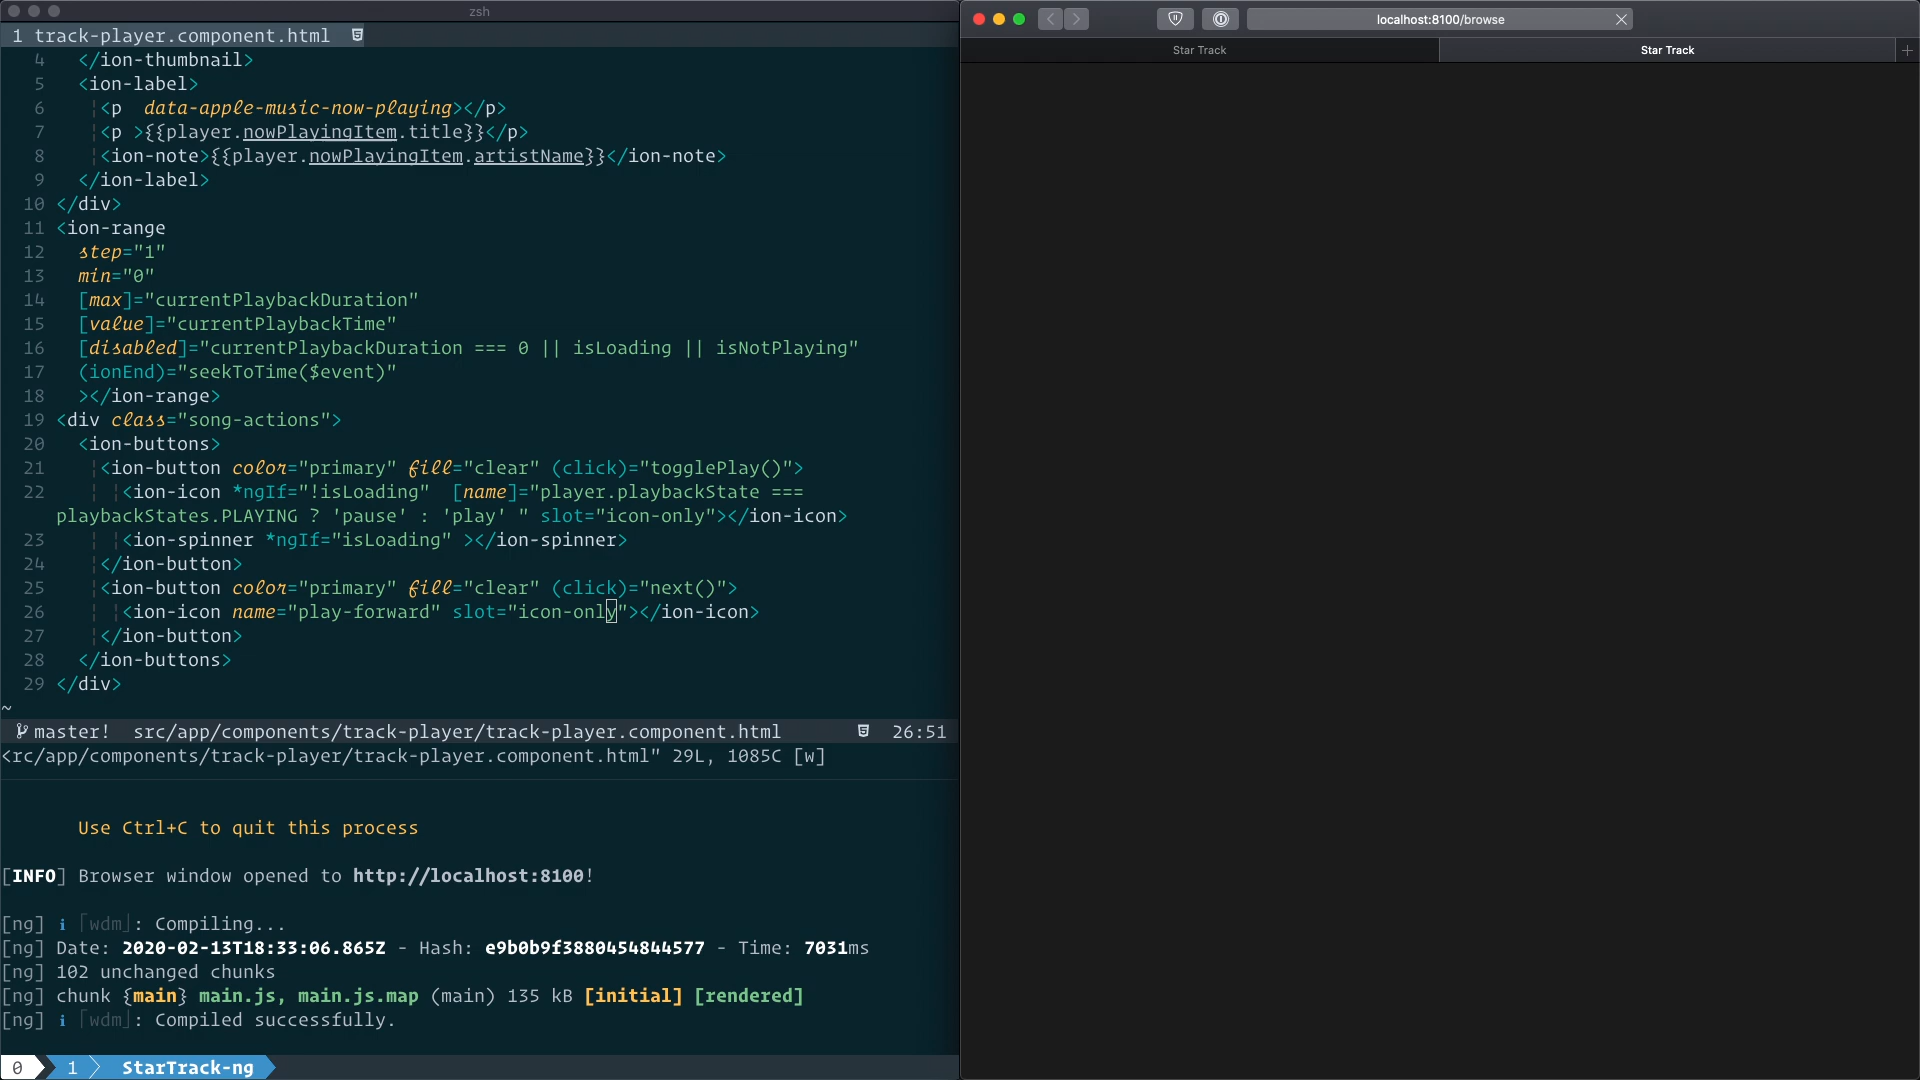 zsh
1 track-player.component.html
4 </ion-thumbnail>
5 <ion-label>
6 <p data-apple-music-now-playing></p>
7 <p >{{player.nowPlayingItem.title}}</p>
8 <ion-note>{{player.nowPlayingItem.artistName}}</ion-note>
9 </ion-label>
10 </div>
11 <ion-range
12 step="1"
13 min="0"
14 [max]="currentPlaybackDuration"
15 [value]="currentPlaybackTime"
16 [disabled]="currentPlaybackDuration === 0 || isLoading || isNotPlaying"
17 (ionEnd)="seekToTime($event)"
18 ></ion-range>
19 <div class="song-actions">
20 <ion-buttons>
21 <ion-button color="primary" fill="clear" (click)="togglePlay()">
22 <ion-icon *ngIf="!isLoading"  [name]="player.playbackState ===
playbackStates.PLAYING ? 'pause' : 'play' " slot="icon-only"></ion-icon>
23 <ion-spinner *ngIf="isLoading" ></ion-spinner>
24 </ion-button>
25 <ion-button color="primary" fill="clear" (click)="next()">
26 <ion-icon name="play-forward" slot="icon-only"></ion-icon>
27 </ion-button>
28 </ion-buttons>
29 </div>
~
master! src/app/components/track-player/track-player.component.html 26:51
<rc/app/components/track-player/track-player.component.html" 29L, 1085C [w]
Use Ctrl+C to quit this process
[INFO] Browser window opened to http://localhost:8100!
[ng] ℹ ｢wdm｣: Compiling...
[ng] Date: 2020-02-13T18:33:06.865Z - Hash: e9b0b9f3880454844577 - Time: 7031ms
[ng] 102 unchanged chunks
[ng] chunk {main} main.js, main.js.map (main) 135 kB [initial] [rendered]
[ng] ℹ ｢wdm｣: Compiled successfully.
0 1 StarTrack-ng
localhost:8100/browse
Star Track
Star Track